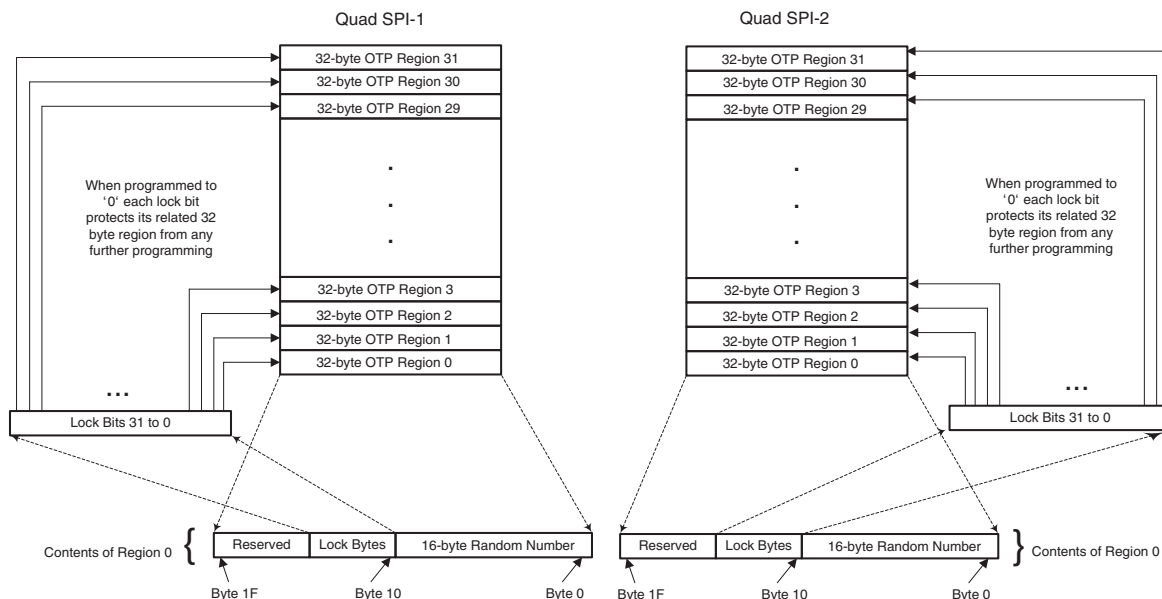 Quad SPI-1
32-byte OTP Region 31
32-byte OTP Region 30
32-byte OTP Region 29
.
.
.
When programmed to
'0' each lock bit
protects its related 32
byte region from any
further programming
32-byte OTP Region 3
32-byte OTP Region 2
32-byte OTP Region 1
32-byte OTP Region 0
...
Lock Bits 31 to 0
Contents of Region 0 {
Reserved
Lock Bytes
16-byte Random Number
Byte 1F
Byte 10
Byte 0
Quad SPI-2
32-byte OTP Region 31
32-byte OTP Region 30
32-byte OTP Region 29
.
.
.
When programmed to
'0' each lock bit
protects its related 32
byte region from any
further programming
32-byte OTP Region 3
32-byte OTP Region 2
32-byte OTP Region 1
32-byte OTP Region 0
...
Lock Bits 31 to 0
Reserved
Lock Bytes
16-byte Random Number
} Contents of Region 0
Byte 1F
Byte 10
Byte 0